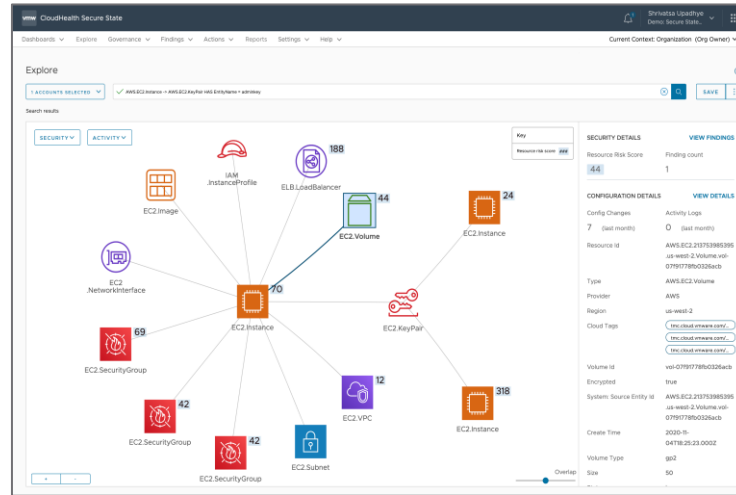 vmw CloudHealth Secure State
Shrivatsa Upadhye
Demo: Secure State..
Dashboards Explore Governance Findings Actions Reports Settings Help
Current Context: Organization (Org Owner)
Explore
1 ACCOUNTS SELECTED
AWS.EC2.Instance -> AWS.EC2.KeyPair HAS EntityName = adminkey
SAVE
Search results
SECURITY
ACTIVITY
Key
Resource risk score ###
IAM
.InstanceProfile
188
ELB.LoadBalancer
EC2.Image
44
EC2.Volume
24
EC2.Instance
EC2
.NetworkInterface
70
EC2.Instance
EC2.KeyPair
69
EC2.SecurityGroup
42
EC2.SecurityGroup
42
EC2.SecurityGroup
EC2.Subnet
12
EC2.VPC
318
EC2.Instance
+ -
Overlap
SECURITY DETAILS VIEW FINDINGS
Resource Risk Score Finding count
44 1
CONFIGURATION DETAILS VIEW DETAILS
Config Changes Activity Logs
7 (last month) 0 (last month)
Resource Id AWS.EC2.213753985395
.us-west-2.Volume.vol-
07f91778fb0326acb
Type AWS.EC2.Volume
Provider AWS
Region us-west-2
Cloud Tags tmc.cloud.vmware.com/...
tmc.cloud.vmware.com/...
tmc.cloud.vmware.com/...
Volume Id vol-07f91778fb0326acb
Encrypted true
System: Source Entity Id AWS.EC2.213753985395
.us-west-2.Volume.vol-
07f91778fb0326acb
Create Time 2020-11-
04T18:25:23.000Z
Volume Type gp2
Size 50